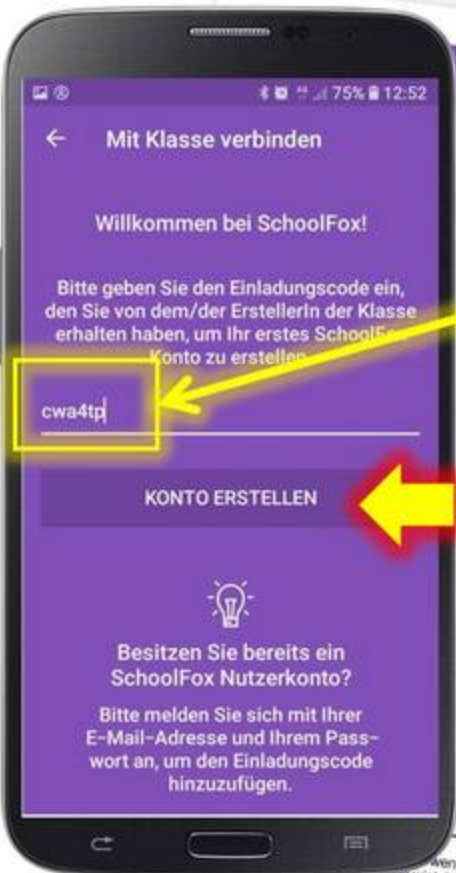 75% 12:52
Mit Klasse verbinden
Willkommen bei SchoolFox!
Bitte geben Sie den Einladungscode ein,
den Sie von dem/der ErstellerIn der Klasse
erhalten haben, um Ihr erstes SchoolFox
Konto zu erstellen.
cwa4tp
KONTO ERSTELLEN
Besitzen Sie bereits ein
SchoolFox Nutzerkonto?
Bitte melden Sie sich mit Ihrer
E-Mail-Adresse und Ihrem Pass-
wort an, um den Einladungscode
hinzuzufügen.